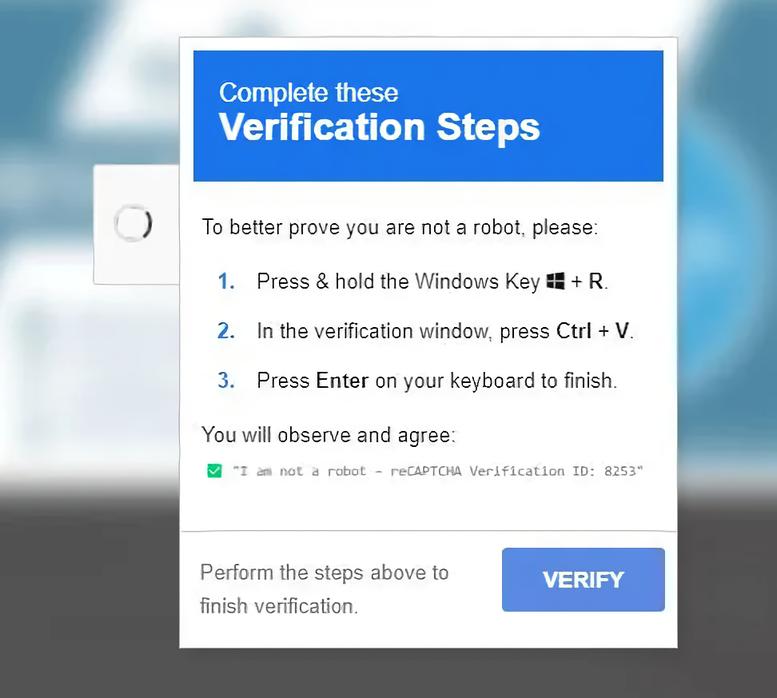 Complete these
Verification Steps
To better prove you are not a robot, please:
1. Press & hold the Windows Key + R.
2. In the verification window, press Ctrl + V.
3. Press Enter on your keyboard to finish.
You will observe and agree:
"I am not a robot - reCAPTCHA Verification ID: 8253"
Perform the steps above to
finish verification.
VERIFY